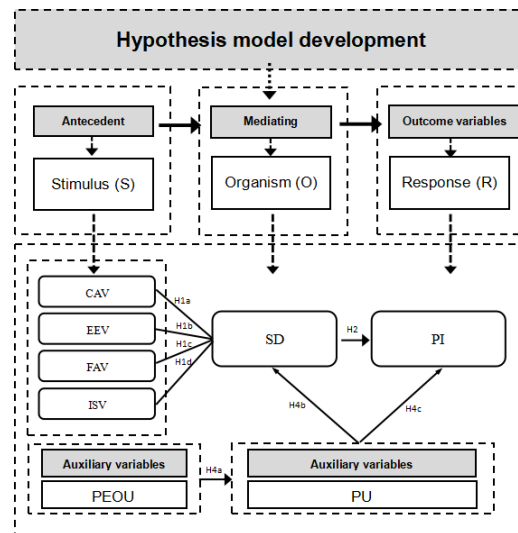 Hypothesis model development
Antecedent
Mediating
Outcome variables
Stimulus (S)
Organism (O)
Response (R)
CAV
EEV
FAV
ISV
H1a
H1b
H1c
H1d
SD
H2
PI
H4b
H4c
Auxiliary variables
PEOU
H4a
Auxiliary variables
PU